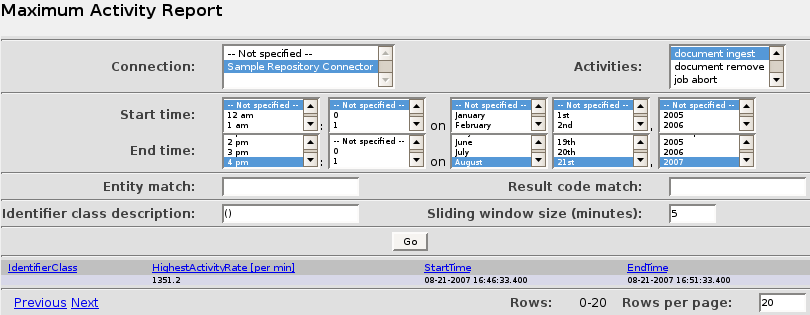 Maximum Activity Report
Connection: -- Not specified -- Sample Repository Connector Activities: document ingest document remove job abort
Start time: -- Not specified -- 12 am 1 am : -- Not specified -- 0 1 on -- Not specified -- January February -- Not specified -- 1st 2nd , -- Not specified -- 2005 2006
End time: 2 pm 3 pm 4 pm : -- Not specified -- 0 1 on June July August 19th 20th 21st , 2005 2006 2007
Entity match: Result code match:
Identifier class description: () Sliding window size (minutes): 5
Go
IdentifierClass HighestActivityRate [per min] StartTime EndTime
1351.2 08-21-2007 16:46:33.400 08-21-2007 16:51:33.400
Previous Next Rows: 0-20 Rows per page: 20